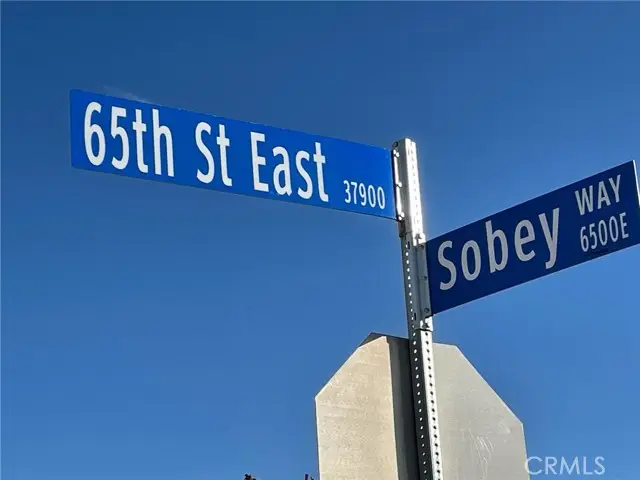 65th St East 37900
Sobey WAY
6500E
CRMLS